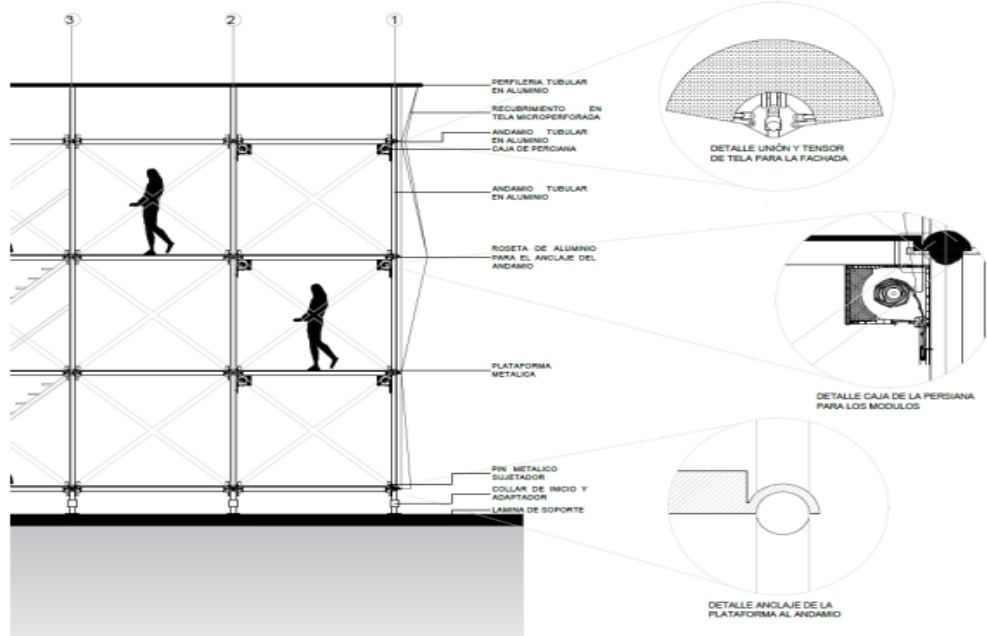 3
2
1
PERFILERIA TUBULAR
EN ALUMINIO
RECUBRIMIENTO EN
TELA MICROPERFORADA
ANDAMIO TUBULAR
EN ALUMINIO
CAJA DE PERCIANA
ANDAMIO TUBULAR
EN ALUMINIO
ROSETA DE ALUMINIO
PARA EL ANCLAJE DEL
ANDAMIO
PLATAFORMA
METALICA
PIN METALICO
SUJETADOR
COLLAR DE INICIO Y
ADAPTADOR
LAMINA DE SOPORTE
DETALLE UNIÓN Y TENSOR
DE TELA PARA LA FACHADA
DETALLE CAJA DE LA PERSIANA
PARA LOS MODULOS
DETALLE ANCLAJE DE LA
PLATAFORMA AL ANDAMIO